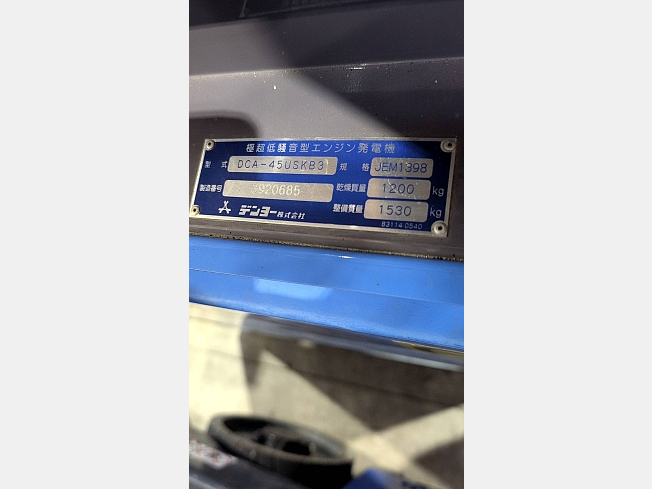 極超低騒音型エンジン発電機
型式 DCA-45USKB3 規格 JEM1398
製造番号 3920685 乾燥質量 1200 kg
デンヨー株式会社 整備質量 1530 kg
B3114 0540